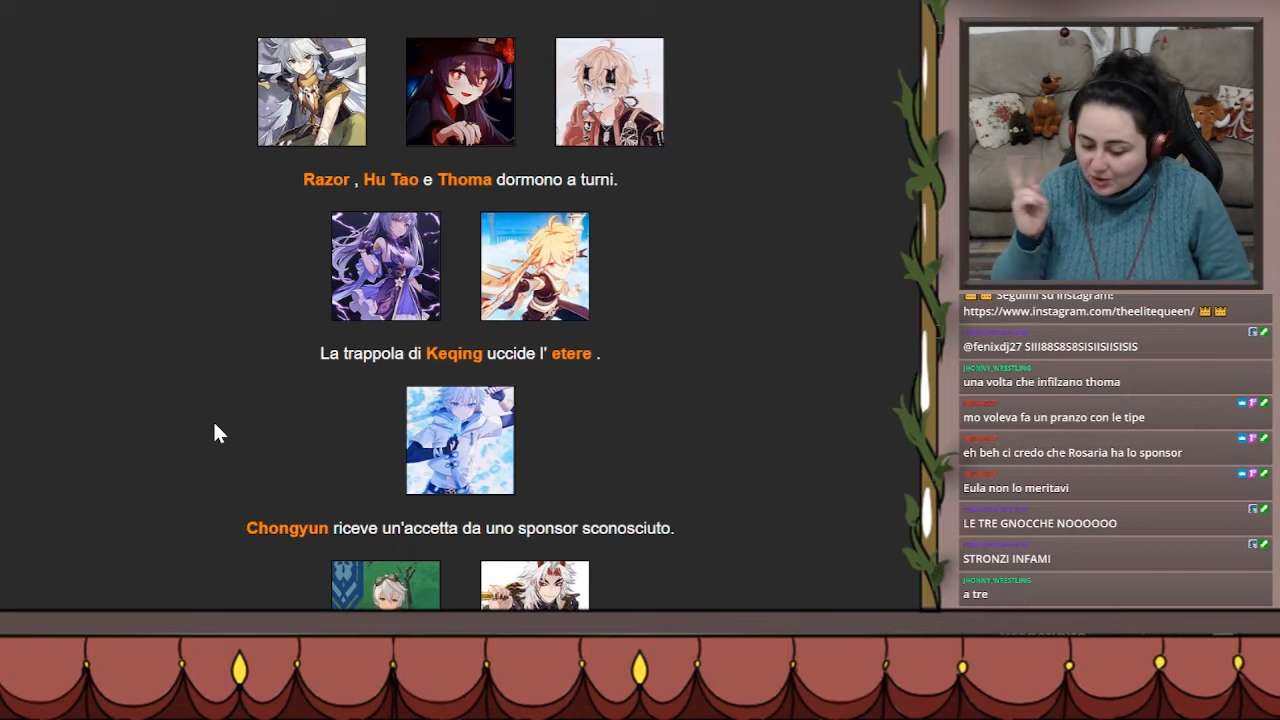 Razor , Hu Tao e Thoma dormono a turni.
La trappola di Keqing uccide l' etere .
Chongyun riceve un'accetta da uno sponsor sconosciuto.
Seguimi su Instagram:
https://www.instagram.com/theelitequeen/
@fenixdj27 SIII88S8S8SISIISIISISIS
JHONNY_WRESTLING
una volta che infilzano thoma
mo voleva fa un pranzo con le tipe
eh beh ci credo che Rosaria ha lo sponsor
Eula non lo meritavi
LE TRE GNOCCHE NOOOOOO
STRONZI INFAMI
JHONNY_WRESTLING
a tre